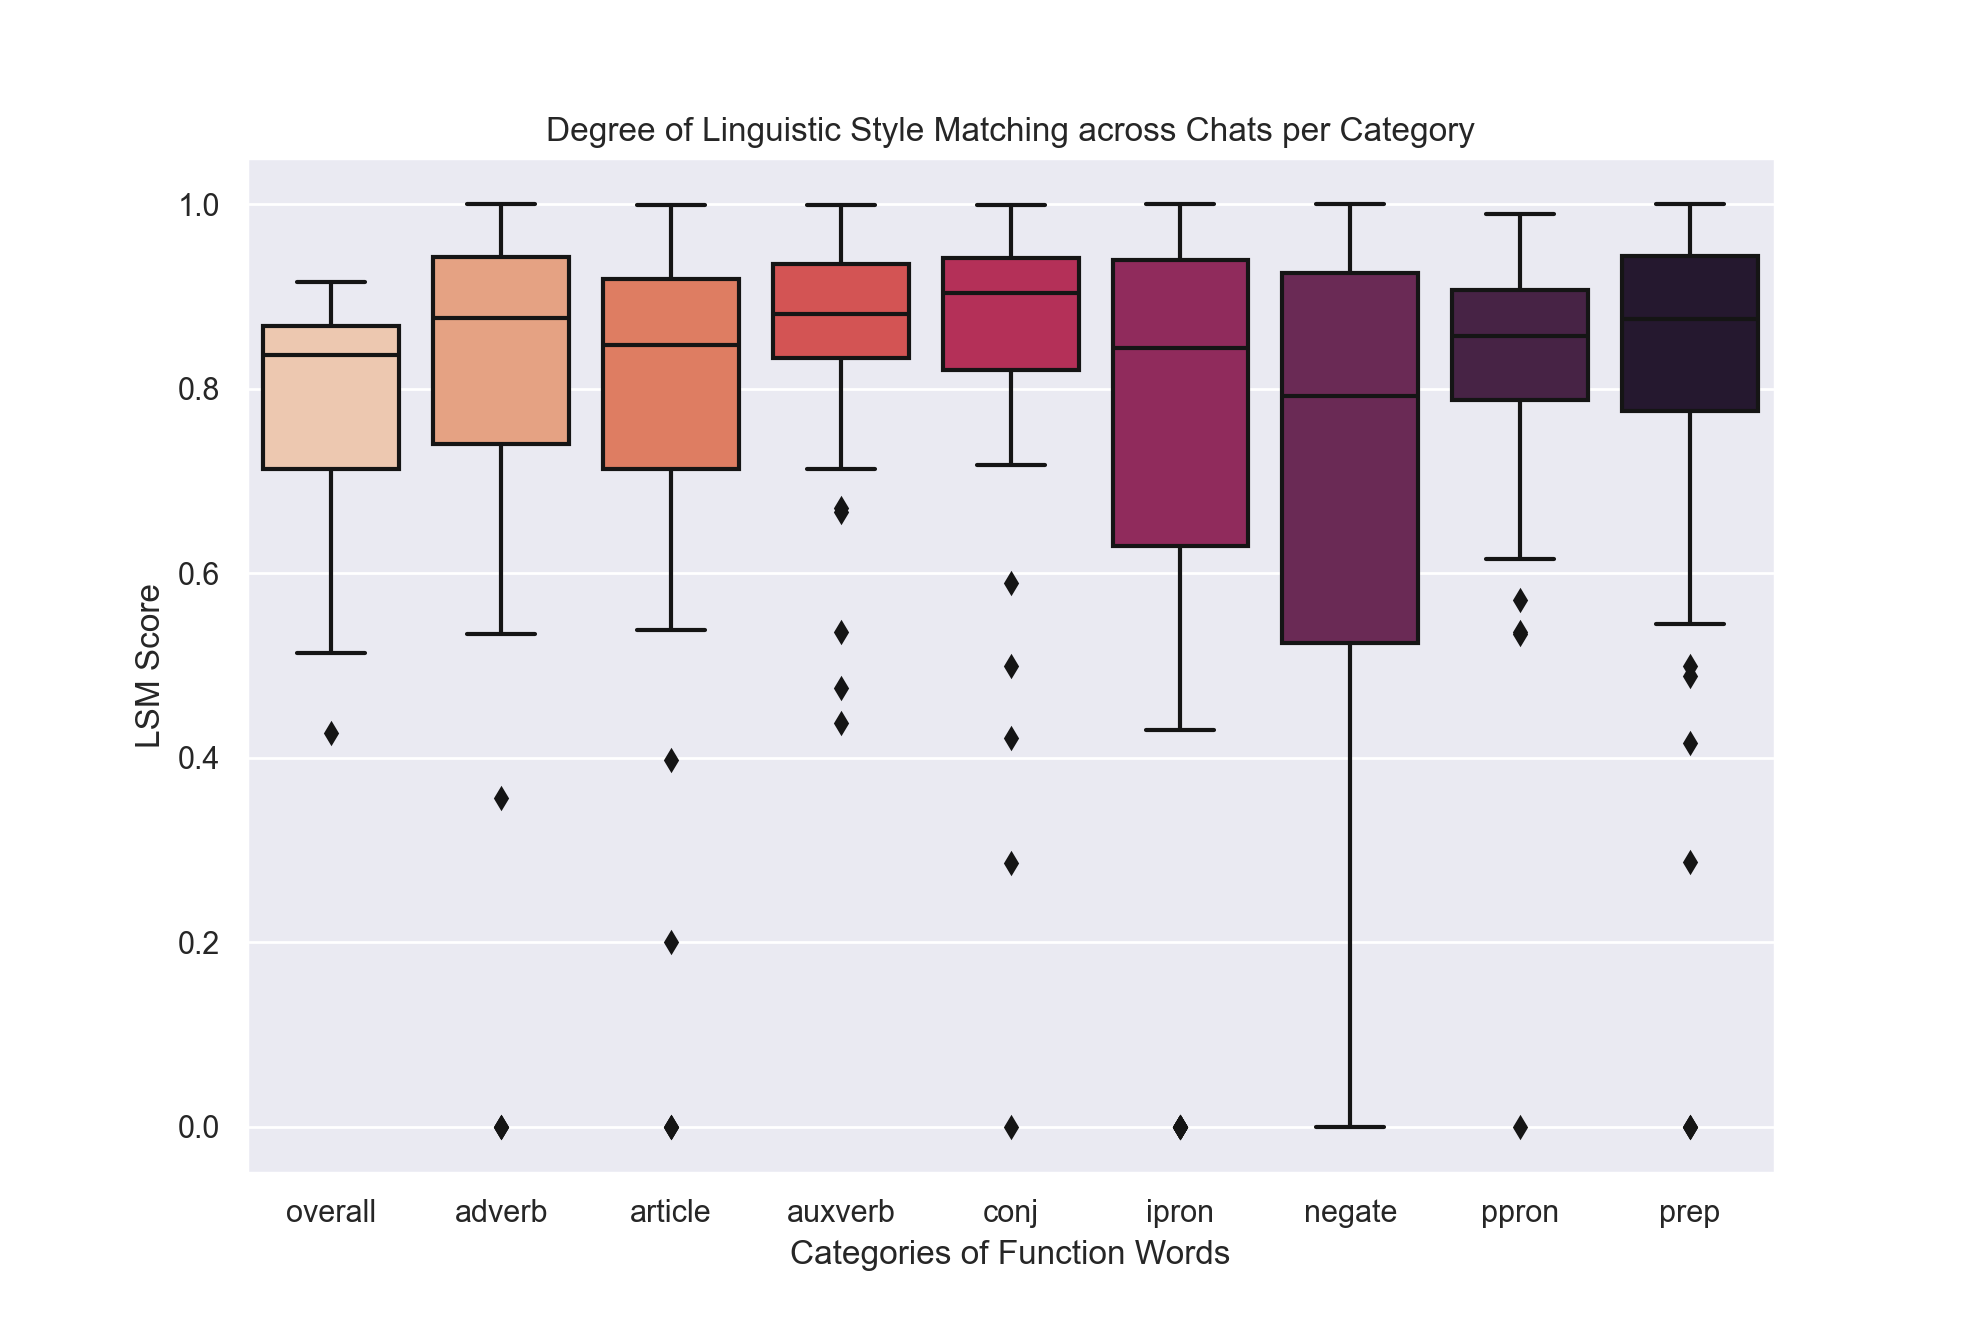 Degree of Linguistic Style Matching across Chats per Category
1.0
0.8
0.6
0.4
0.2
0.0
LSM Score
overall adverb article auxverb conj ipron negate ppron prep
Categories of Function Words